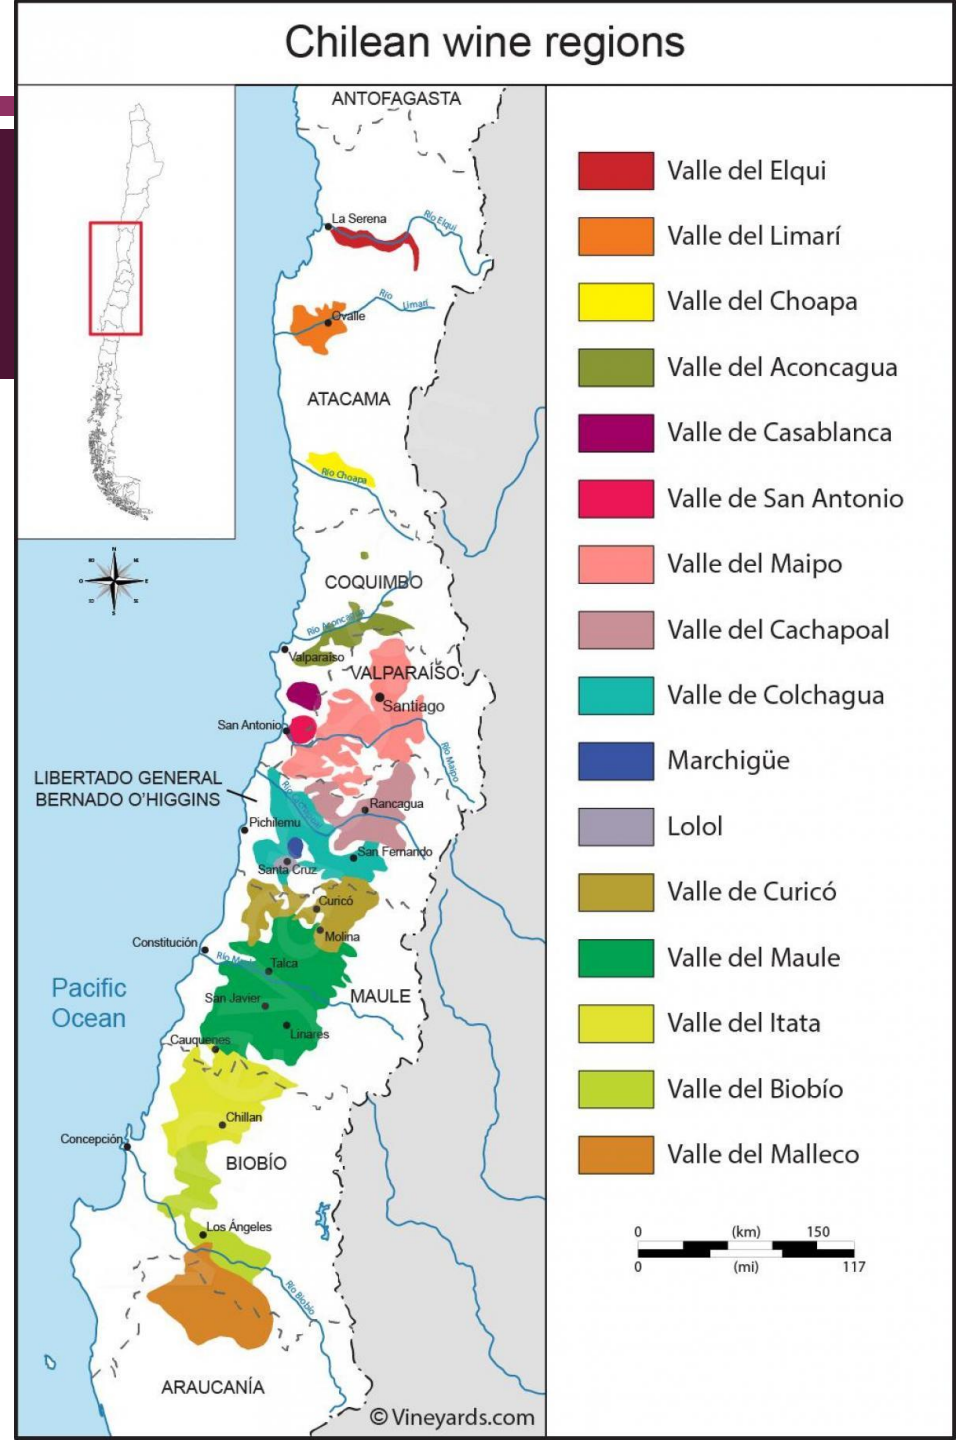 Chilean wine regions
ANTOFAGASTA
La Serena
Río Elqui
Río Limarí
Ovalle
ATACAMA
Río Choapa
COQUIMBO
Río Aconcagua
Valparaíso
VALPARAÍSO
Santiago
San Antonio
Río Maipo
LIBERTADO GENERAL
BERNADO O'HIGGINS
Rancagua
Pichilemu
San Fernando
Santa Cruz
Curicó
Molina
Constitución
Talca
San Javier
MAULE
Linares
Cauquenes
Pacific
Ocean
Chillan
Concepción
BIOBÍO
Los Ángeles
Río Biobío
ARAUCANÍA
© Vineyards.com
N
S
E
O
Valle del Elqui
Valle del Limarí
Valle del Choapa
Valle del Aconcagua
Valle de Casablanca
Valle de San Antonio
Valle del Maipo
Valle del Cachapoal
Valle de Colchagua
Marchigüe
Lolol
Valle de Curicó
Valle del Maule
Valle del Itata
Valle del Biobío
Valle del Malleco
0 (km) 150
0 (mi) 117